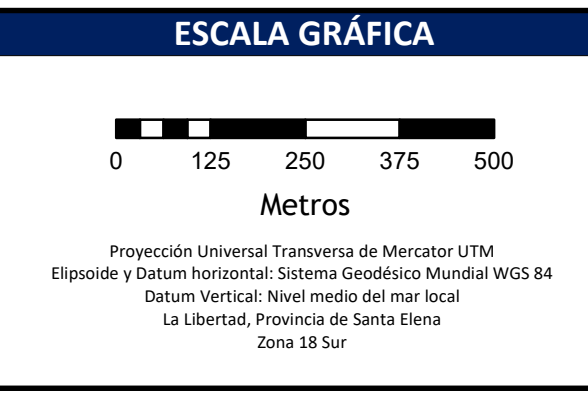 ESCALA GRÁFICA
0 125 250 375 500
Metros
Proyección Universal Transversa de Mercator UTM
Elipsoide y Datum horizontal: Sistema Geodésico Mundial WGS 84
Datum Vertical: Nivel medio del mar local
La Libertad, Provincia de Santa Elena
Zona 18 Sur